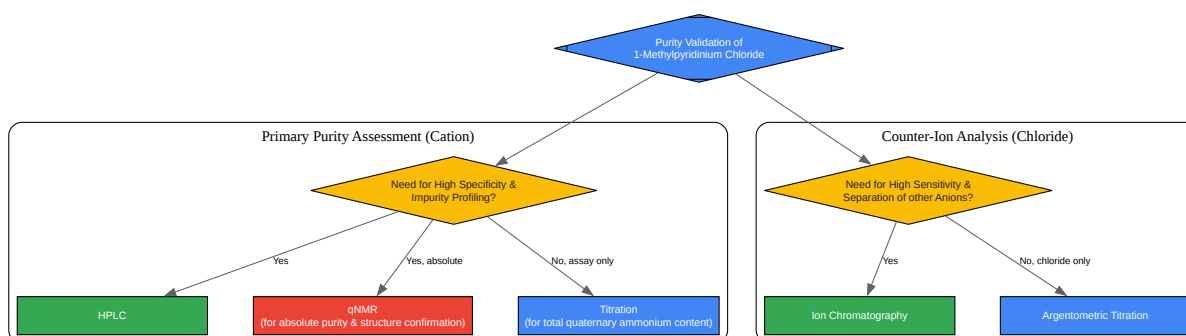 Purity Validation of
1-Methylpyridinium Chloride
Primary Purity Assessment (Cation)
Counter-Ion Analysis (Chloride)
Need for High Specificity &
Impurity Profiling?
Need for High Sensitivity &
Separation of other Anions?
Yes
Yes, absolute
No, assay only
Yes
No, chloride only
HPLC
qNMR
(for absolute purity & structure confirmation)
Titration
(for total quaternary ammonium content)
Ion Chromatography
Argentometric Titration